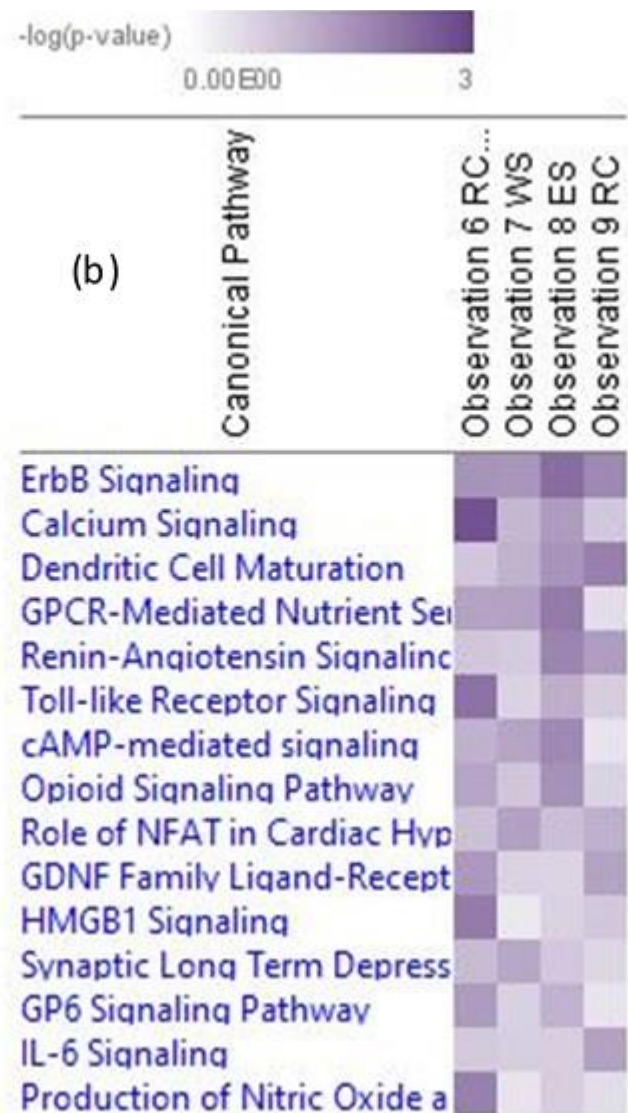 -log(p-value)
0.00E00 3
(b)
Canonical Pathway
Observation 6 RC...
Observation 7 WS
Observation 8 ES
Observation 9 RC
ErbB Signaling
Calcium Signaling
Dendritic Cell Maturation
GPCR-Mediated Nutrient Sei
Renin-Angiotensin Signalinc
Toll-like Receptor Signaling
cAMP-mediated signaling
Opioid Signaling Pathway
Role of NFAT in Cardiac Hyp
GDNF Family Ligand-Recept
HMGB1 Signaling
Synaptic Long Term Depress
GP6 Signaling Pathway
IL-6 Signaling
Production of Nitric Oxide a